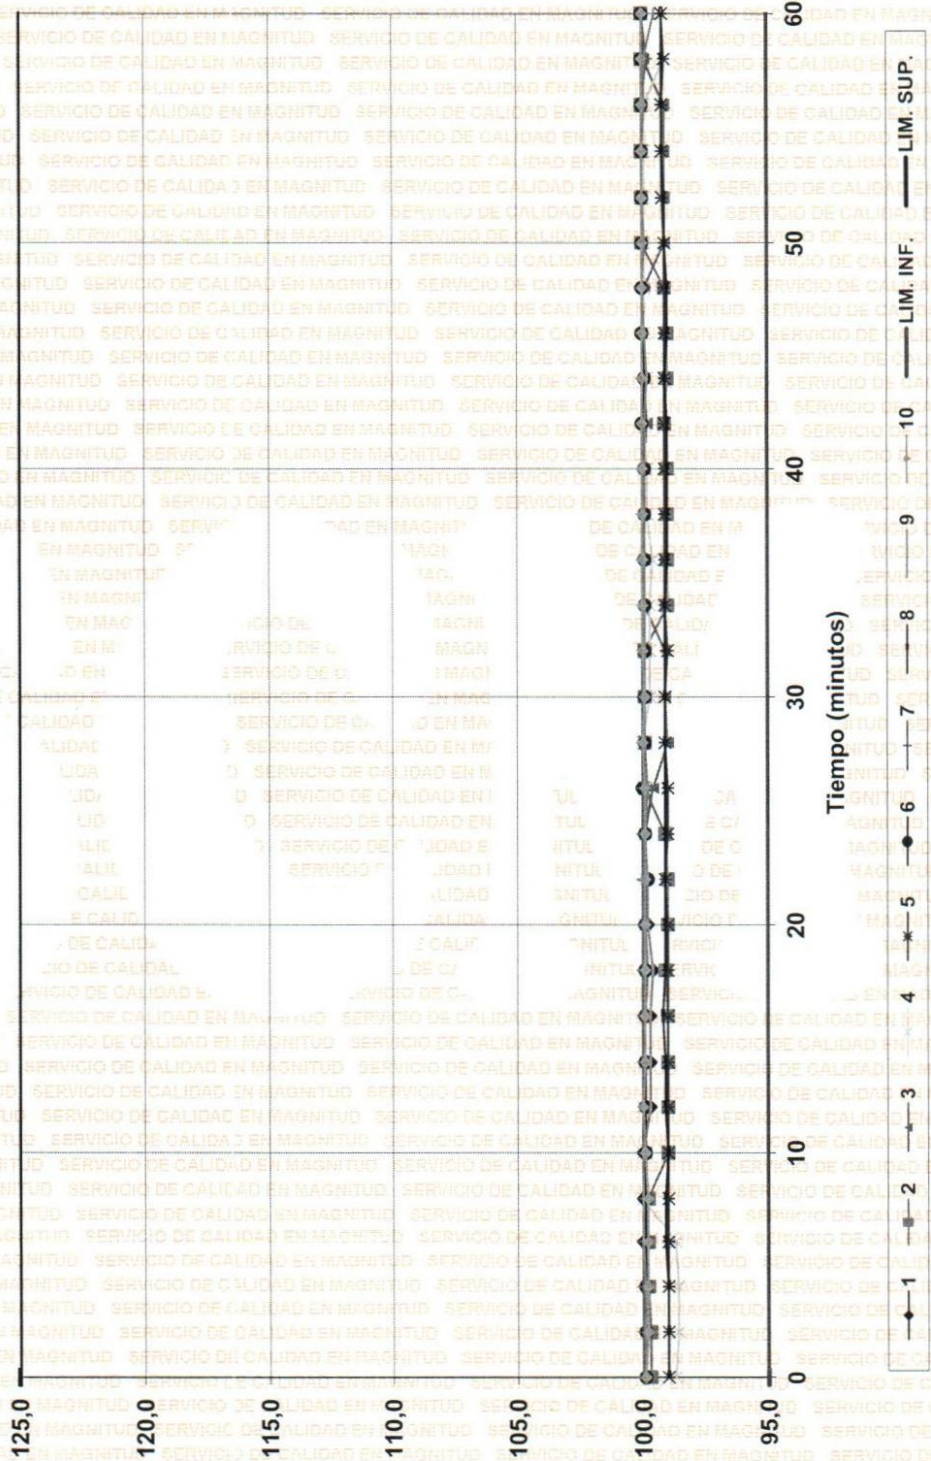 125,0
120,0
115,0
110,0
105,0
100,0
95,0
0 10 20 30 40 50 60
Tiempo (minutos)
1 2 3 4 5 6 7 8 9 10 LIM. INF. LIM. SUP.
SERVICIO DE CALIDAD EN MAGNITUD